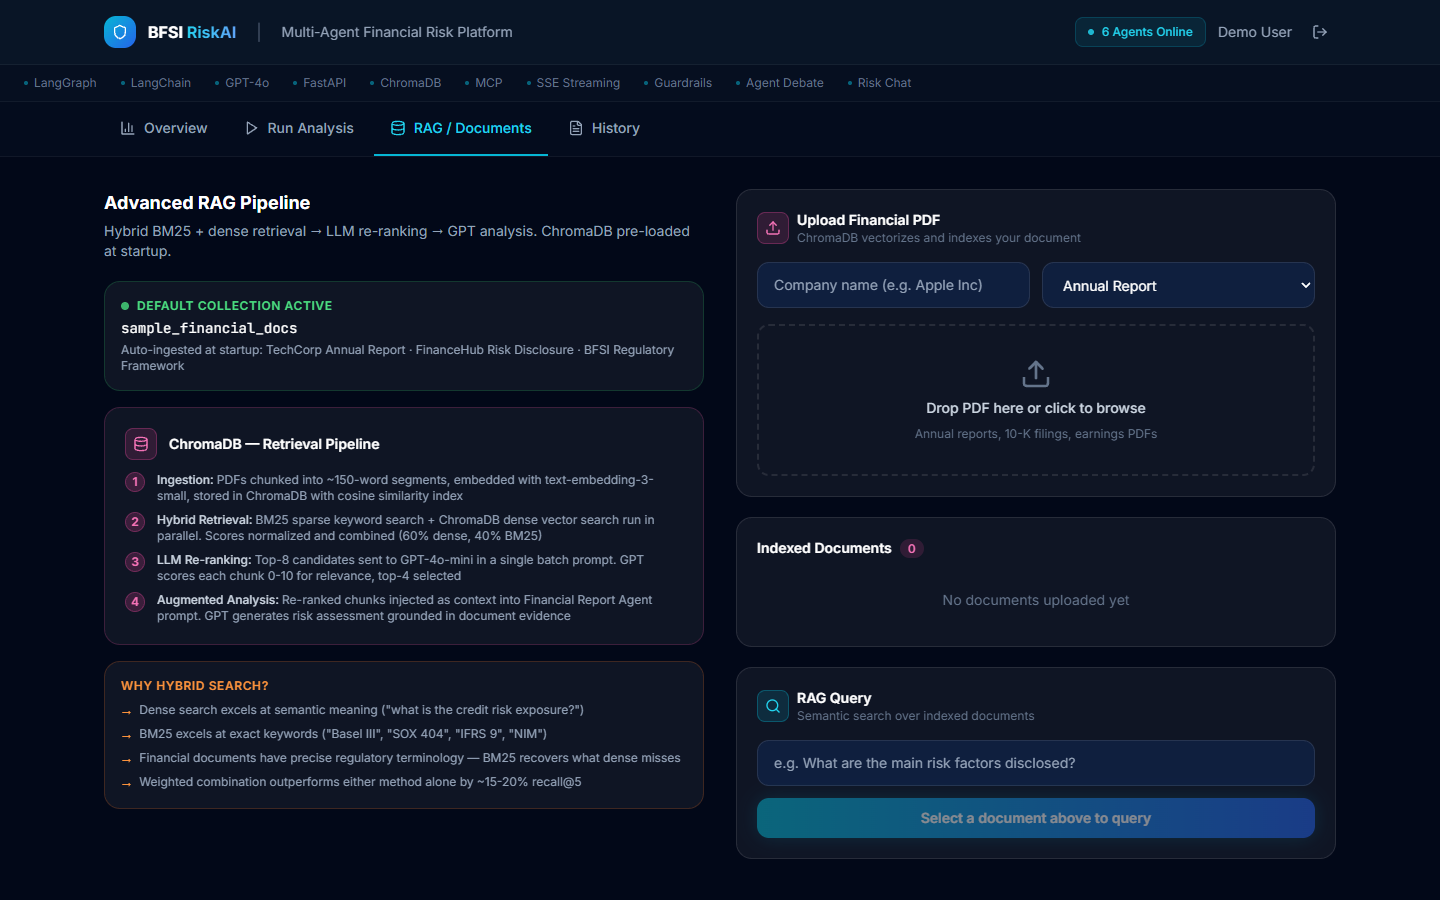 BFSI RiskAI
Multi-Agent Financial Risk Platform
6 Agents Online
Demo User
LangGraph
LangChain
GPT-4o
FastAPI
ChromaDB
MCP
SSE Streaming
Guardrails
Agent Debate
Risk Chat
Overview
Run Analysis
RAG / Documents
History
Advanced RAG Pipeline
Hybrid BM25 + dense retrieval → LLM re-ranking → GPT analysis. ChromaDB pre-loaded
at startup.
DEFAULT COLLECTION ACTIVE
sample_financial_docs
Auto-ingested at startup: TechCorp Annual Report · FinanceHub Risk Disclosure · BFSI Regulatory
Framework
ChromaDB — Retrieval Pipeline
1 Ingestion: PDFs chunked into ~150-word segments, embedded with text-embedding-3-
small, stored in ChromaDB with cosine similarity index
2 Hybrid Retrieval: BM25 sparse keyword search + ChromaDB dense vector search run in
parallel. Scores normalized and combined (60% dense, 40% BM25)
3 LLM Re-ranking: Top-8 candidates sent to GPT-4o-mini in a single batch prompt. GPT
scores each chunk 0-10 for relevance, top-4 selected
4 Augmented Analysis: Re-ranked chunks injected as context into Financial Report Agent
prompt. GPT generates risk assessment grounded in document evidence
WHY HYBRID SEARCH?
→ Dense search excels at semantic meaning ("what is the credit risk exposure?")
→ BM25 excels at exact keywords ("Basel III", "SOX 404", "IFRS 9", "NIM")
→ Financial documents have precise regulatory terminology — BM25 recovers what dense misses
→ Weighted combination outperforms either method alone by ~15-20% recall@5
Upload Financial PDF
ChromaDB vectorizes and indexes your document
Company name (e.g. Apple Inc)
Annual Report
Drop PDF here or click to browse
Annual reports, 10-K filings, earnings PDFs
Indexed Documents 0
No documents uploaded yet
RAG Query
Semantic search over indexed documents
e.g. What are the main risk factors disclosed?
Select a document above to query